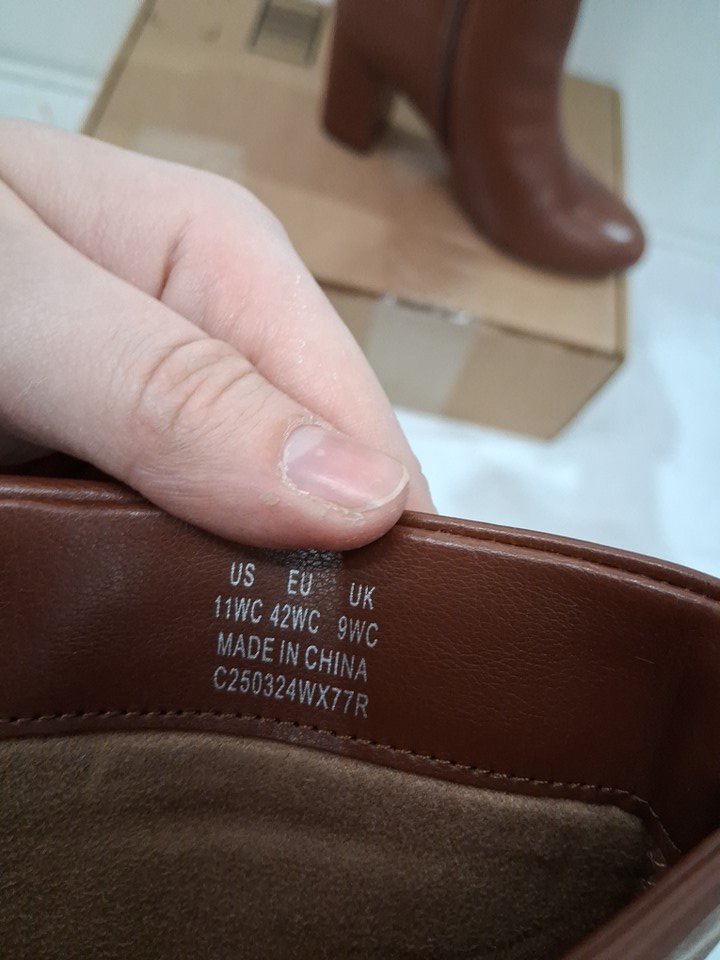 US EU UK
11WC 42WC 9WC
MADE IN CHINA
C250324WX77R